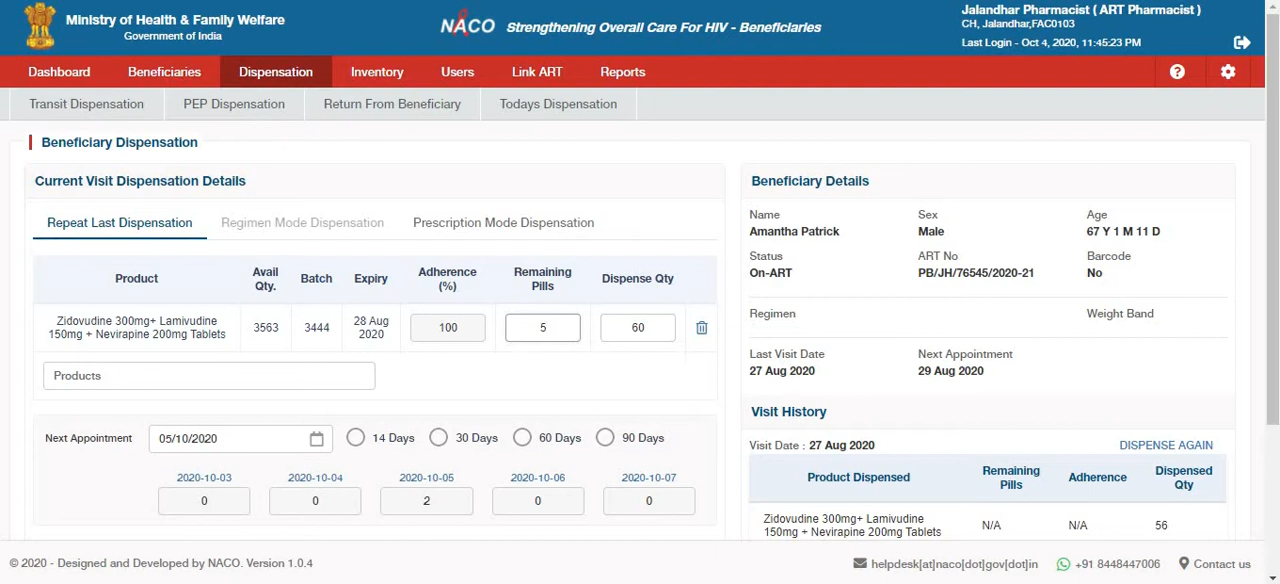 Ministry of Health & Family Welfare
Government of India
NACO Strengthening Overall Care For HIV - Beneficiaries
Jalandhar Pharmacist ( ART Pharmacist )
CH, Jalandhar,FAC0103
Last Login - Oct 4, 2020, 11:45:23 PM
Dashboard Beneficiaries Dispensation Inventory Users Link ART Reports
Transit Dispensation PEP Dispensation Return From Beneficiary Todays Dispensation
Beneficiary Dispensation
Current Visit Dispensation Details
Repeat Last Dispensation Regimen Mode Dispensation Prescription Mode Dispensation
Product Avail Qty. Batch Expiry Adherence (%) Remaining Pills Dispense Qty
Zidovudine 300mg+ Lamivudine
150mg + Nevirapine 200mg Tablets
3563 3444 28 Aug 2020 100 5 60
Products
Next Appointment 05/10/2020 14 Days 30 Days 60 Days 90 Days
2020-10-03 2020-10-04 2020-10-05 2020-10-06 2020-10-07
0 0 2 0 0
Beneficiary Details
Name Sex Age
Amantha Patrick Male 67 Y 1 M 11 D
Status ART No Barcode
On-ART PB/JH/76545/2020-21 No
Regimen Weight Band
Last Visit Date Next Appointment
27 Aug 2020 29 Aug 2020
Visit History
Visit Date : 27 Aug 2020 DISPENSE AGAIN
Product Dispensed Remaining Pills Adherence Dispensed Qty
Zidovudine 300mg+ Lamivudine
150mg + Nevirapine 200mg Tablets
N/A N/A 56
© 2020 - Designed and Developed by NACO. Version 1.0.4
helpdesk[at]naco[dot]gov[dot]in +91 8448447006 Contact us